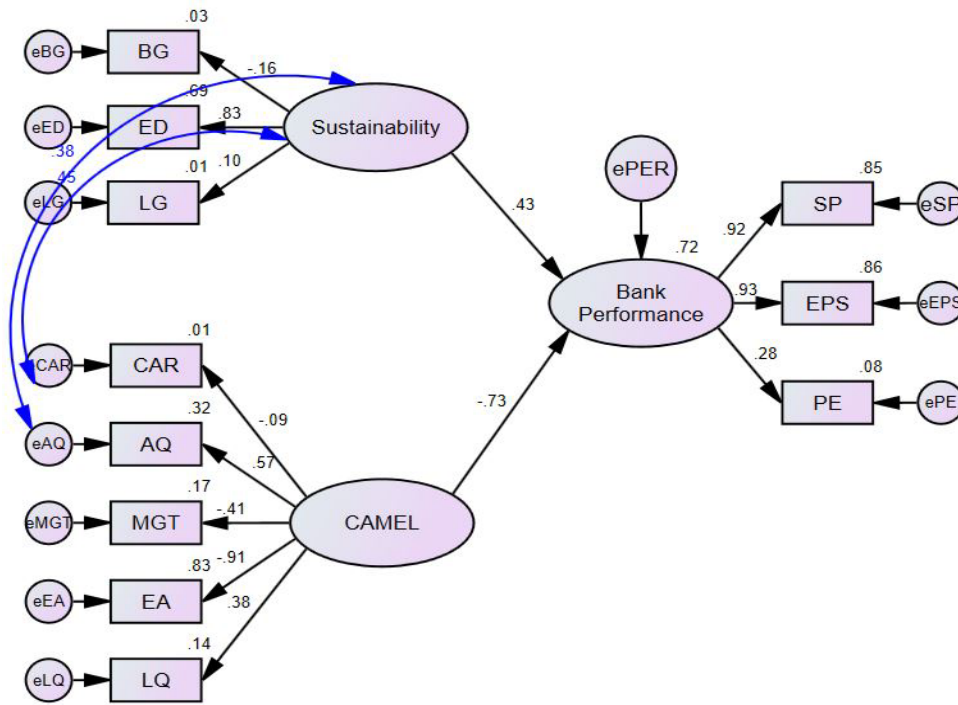 .03
eBG
BG
-.16
.69
eED
ED
.83
Sustainability
.38
.45
.01
.10
eLG
LG
ePER
.43
.85
SP
eSP
.92
.72
Bank
Performance
.86
.93
EPS
eEPS
.28
.08
PE
ePE
.01
CAR
CAR
-.09
-.73
.32
eAQ
AQ
.57
.17
eMGT
MGT
-.41
CAMEL
-.91
.83
eEA
EA
.38
.14
eLQ
LQ